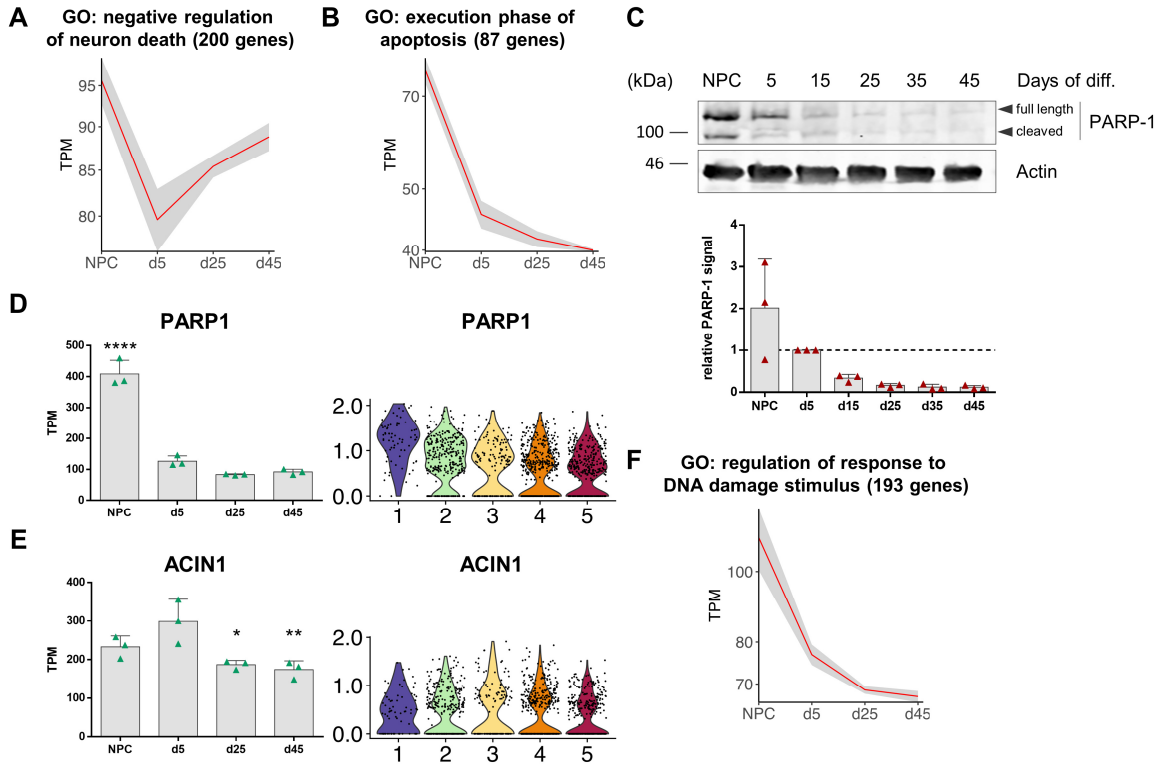 A
GO: negative regulation
of neuron death (200 genes)
95
90
85
80
TPM
NPC d5 d25 d45
B
GO: execution phase of
apoptosis (87 genes)
70
50
40
TPM
NPC d5 d25 d45
C
(kDa) NPC 5 15 25 35 45 Days of diff.
full length
cleaved
PARP-1
100
46
Actin
4
3
2
1
0
relative PARP-1 signal
NPC d5 d15 d25 d35 d45
D
PARP1
500
400
300
200
100
0
TPM
****
NPC d5 d25 d45
PARP1
2.0
1.0
0.0
1 2 3 4 5
E
ACIN1
400
300
200
100
0
TPM
* **
NPC d5 d25 d45
ACIN1
2.0
1.0
0.0
1 2 3 4 5
F
GO: regulation of response to
DNA damage stimulus (193 genes)
100
80
70
TPM
NPC d5 d25 d45